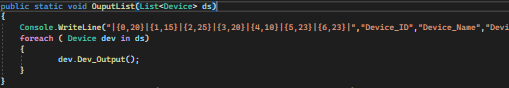 public static void OuputList(List<Device> ds)
{
Console.WriteLine("|{0,20}|{1,15}|{2,25}|{3,20}|{4,10}|{5,23}|{6,23}|","Device_ID","Device_Name","Devi
foreach ( Device dev in ds)
{
dev.Dev_Output();
}
}